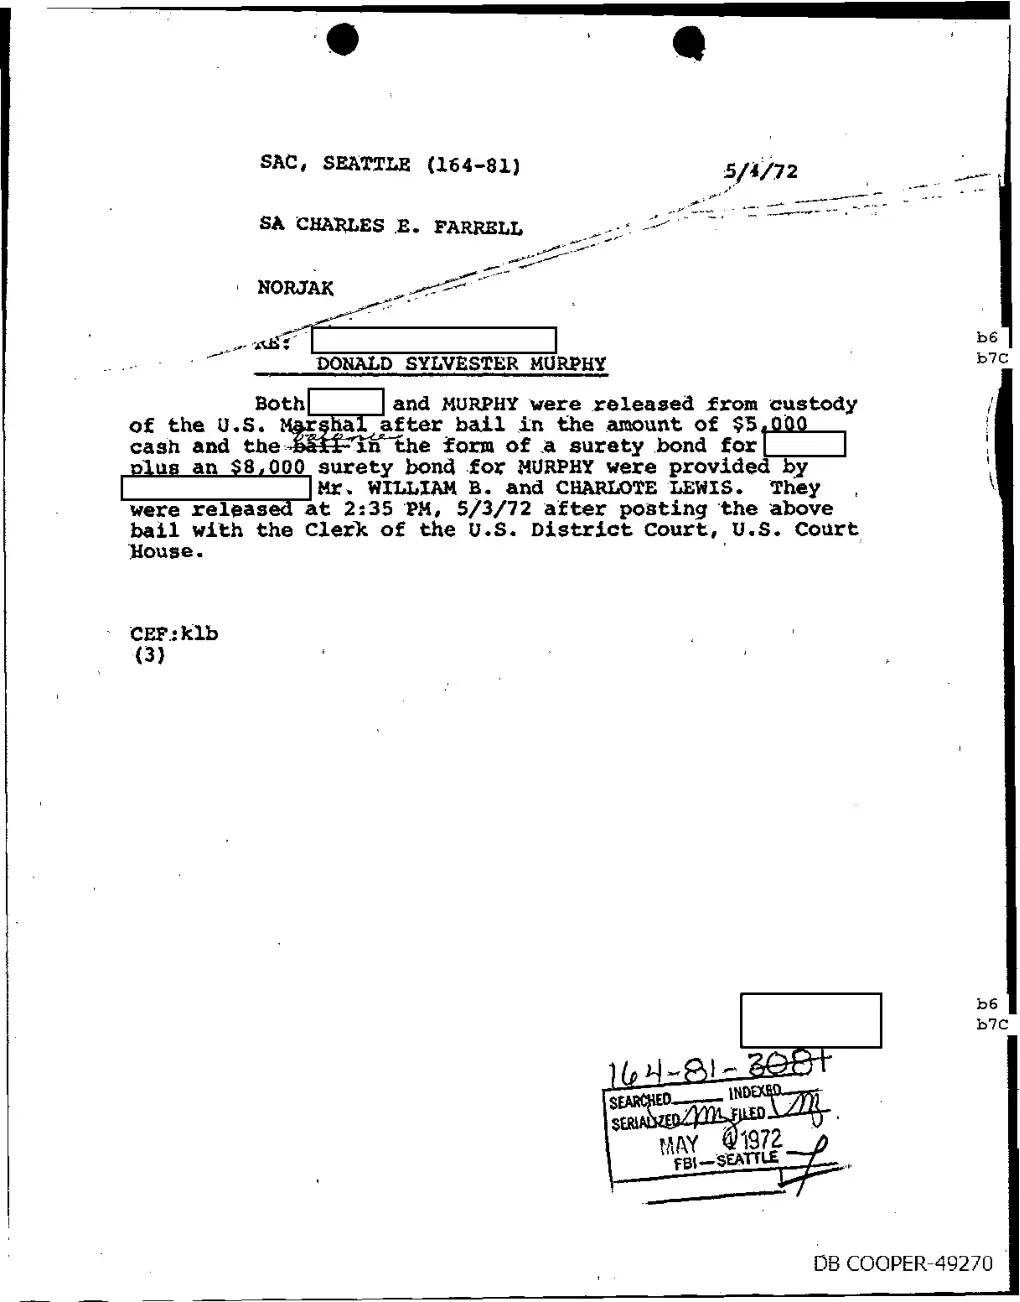 SAC, SEATTLE (164-81) 5/4/72
SA CHARLES E. FARRELL
NORJAK
RE:
b6
b7C
DONALD SYLVESTER MURPHY
Both and MURPHY were released from custody
of the U.S. Marshal after bail in the amount of $5,000
cash and the balance bail in the form of a surety bond for
plus an $8,000 surety bond for MURPHY were provided by
Mr. WILLIAM B. and CHARLOTE LEWIS. They
were released at 2:35 PM, 5/3/72 after posting the above
bail with the Clerk of the U.S. District Court, U.S. Court
House.
CEF:klb
(3)
b6
b7C
164-81-3081
SEARCHED INDEXED
SERIALIZED FILED
MAY 4 1972
FBI—SEATTLE
DB COOPER-49270